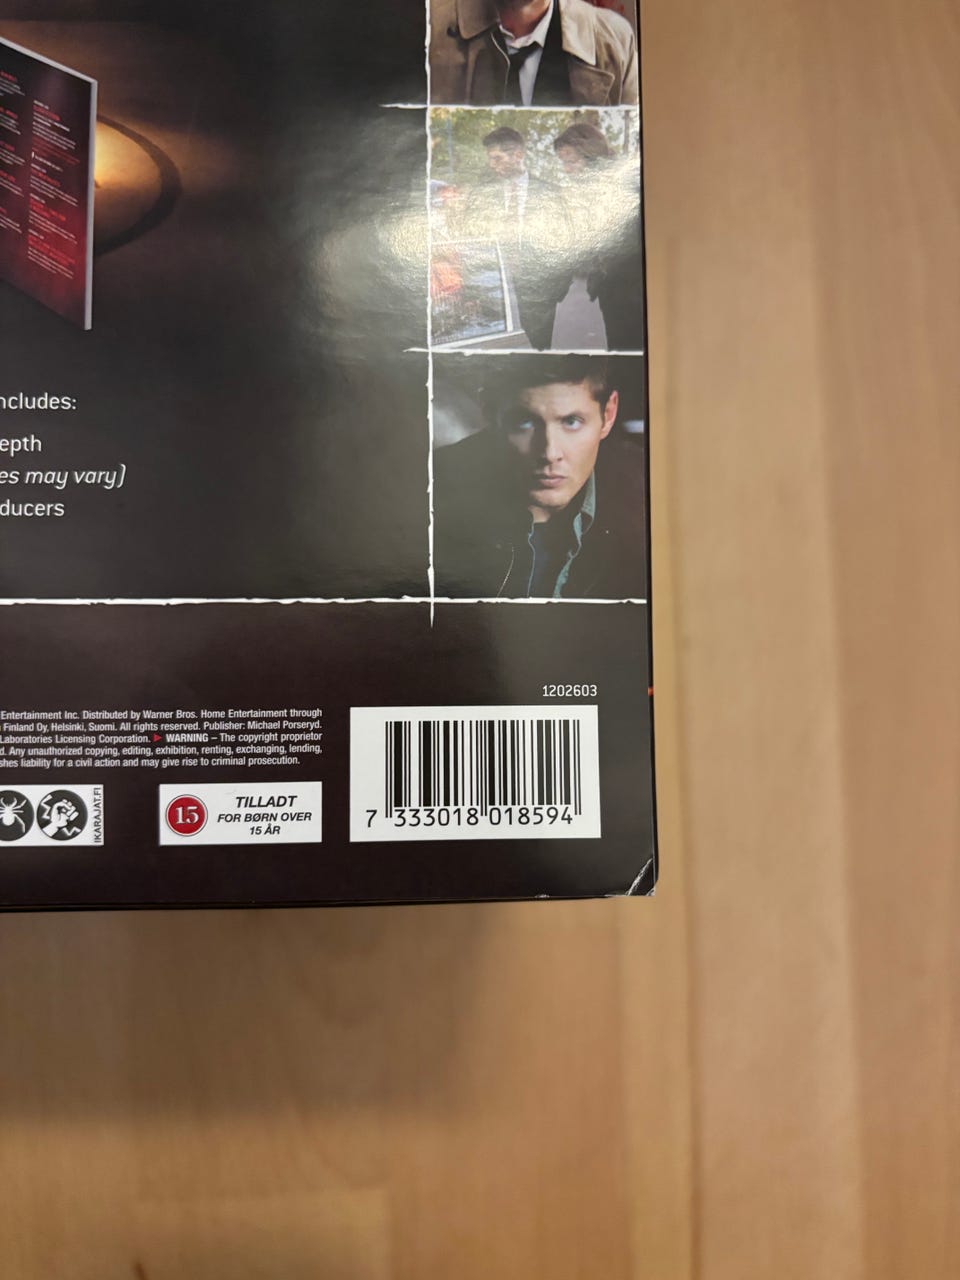 ncludes:
epth
es may vary)
ducers
1202603
Entertainment Inc. Distributed by Warner Bros. Home Entertainment through
Finland Oy, Helsinki, Suomi. All rights reserved. Publisher: Michael Porseryd.
Laboratories Licensing Corporation. ► WARNING – The copyright proprietor
d. Any unauthorized copying, editing, exhibition, renting, exchanging, lending,
shes liability for a civil action and may give rise to criminal prosecution.
IKARAJAT.FI
15
TILLADT
FOR BØRN OVER
15 ÅR
7 333018 018594